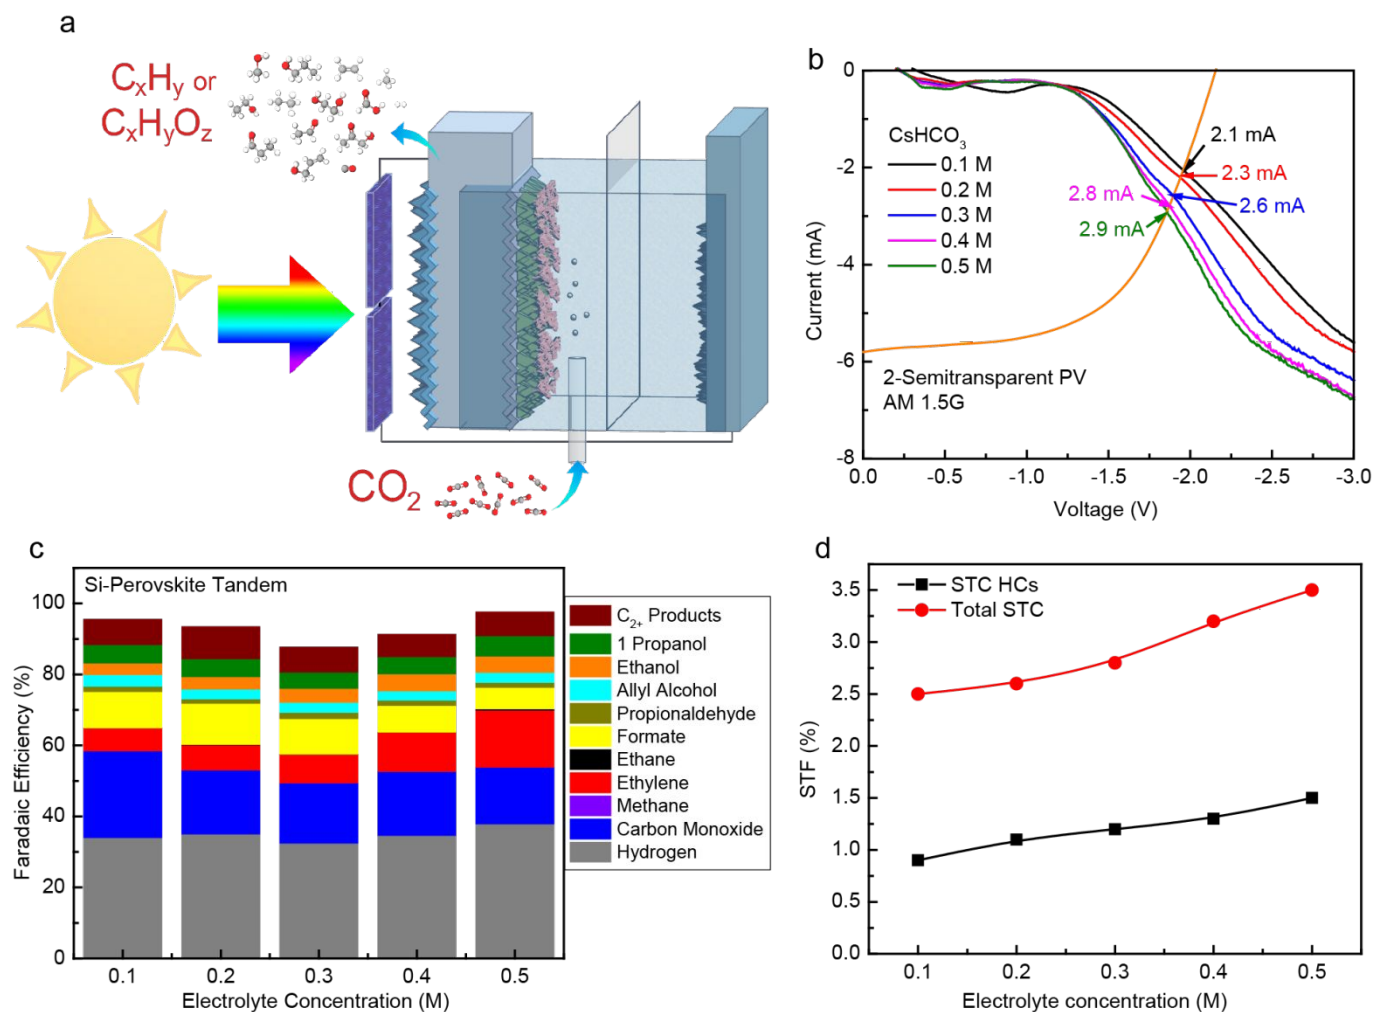 a
CxHy or
CxHyOz
CO2
b
0
-2
-4
-6
-8
Current (mA)
CsHCO3
0.1 M
0.2 M
0.3 M
0.4 M
0.5 M
2.1 mA
2.3 mA
2.8 mA
2.6 mA
2.9 mA
2-Semitransparent PV
AM 1.5G
0.0 -0.5 -1.0 -1.5 -2.0 -2.5 -3.0
Voltage (V)
c
Si-Perovskite Tandem
100
80
60
40
20
0
Faradaic Efficiency (%)
0.1 0.2 0.3 0.4 0.5
Electrolyte Concentration (M)
C2+ Products
1 Propanol
Ethanol
Allyl Alcohol
Propionaldehyde
Formate
Ethane
Ethylene
Methane
Carbon Monoxide
Hydrogen
d
STC HCs
Total STC
3.5
3.0
2.5
2.0
1.5
1.0
0.5
0.0
STF (%)
0.1 0.2 0.3 0.4 0.5
Electrolyte concentration (M)